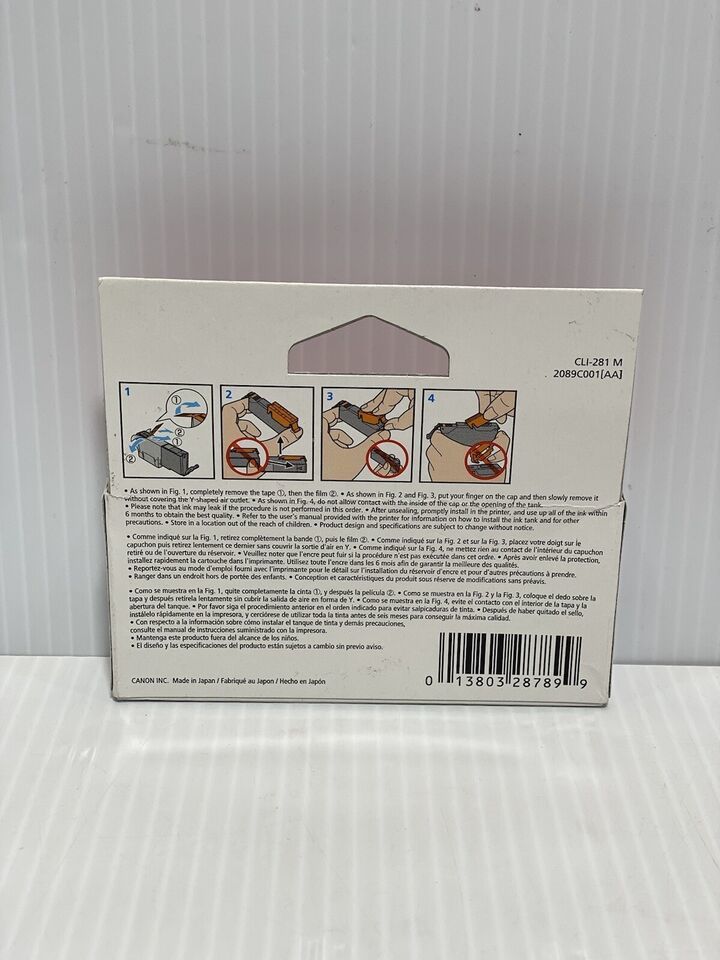 CLI-281 M
2089C001[AA]
1 2 3 4
① ② ① ②
• As shown in Fig. 1, completely remove the tape ①, then the film ②. • As shown in Fig. 2 and Fig. 3, put your finger on the cap and then slowly remove it
without covering the Y-shaped air outlet. • As shown in Fig. 4, do not allow contact with the inside of the cap or the opening of the tank.
• Please note that ink may leak if the procedure is not performed in this order. • After unsealing, promptly install in the printer, and use up all of the ink within
6 months to obtain the best quality. • Refer to the user's manual provided with the printer for information on how to install the ink tank and for other
precautions. • Store in a location out of the reach of children. • Product design and specifications are subject to change without notice.
• Comme indiqué sur la Fig. 1, retirez complètement la bande ①, puis le film ②. • Comme indiqué sur la Fig. 2 et sur la Fig. 3, placez votre doigt sur le
capuchon puis retirez lentement ce dernier sans couvrir la sortie d'air en Y. • Comme indiqué sur la Fig. 4, ne mettez rien au contact de l'intérieur du capuchon
retiré ou de l'ouverture du réservoir. • Veuillez noter que l'encre peut fuir si la procédure n'est pas exécutée dans cet ordre. • Après avoir enlevé la protection,
installez rapidement la cartouche dans l'imprimante. Utilisez toute l'encre dans les 6 mois afin de garantir la meilleure des qualités.
• Reportez-vous au mode d'emploi fourni avec l'imprimante pour le détail sur l'installation du réservoir d'encre et pour d'autres précautions à prendre.
• Ranger dans un endroit hors de portée des enfants. • Conception et caractéristiques du produit sous réserve de modifications sans préavis.
• Como se muestra en la Fig. 1, quite completamente la cinta ①, y después la película ②. • Como se muestra en la Fig. 2 y la Fig. 3, coloque el dedo sobre la
tapa y después retírela lentamente sin cubrir la salida de aire en forma de Y. • Como se muestra en la Fig. 4, evite el contacto con el interior de la tapa y la
abertura del tanque. • Por favor siga el procedimiento anterior en el orden indicado para evitar salpicaduras de tinta. • Después de haber quitado el sello,
instálelo rápidamente en la impresora, y cerciórese de utilizar toda la tinta antes de seis meses para conseguir la máxima calidad.
• Con respecto a la información sobre cómo instalar el tanque de tinta y demás precauciones,
consulte el manual de instrucciones suministrado con la impresora.
• Mantenga este producto fuera del alcance de los niños.
• El diseño y las especificaciones del producto están sujetos a cambio sin previo aviso.
CANON INC. Made in Japan / Fabriqué au Japon / Hecho en Japón
0 13803 28789 9